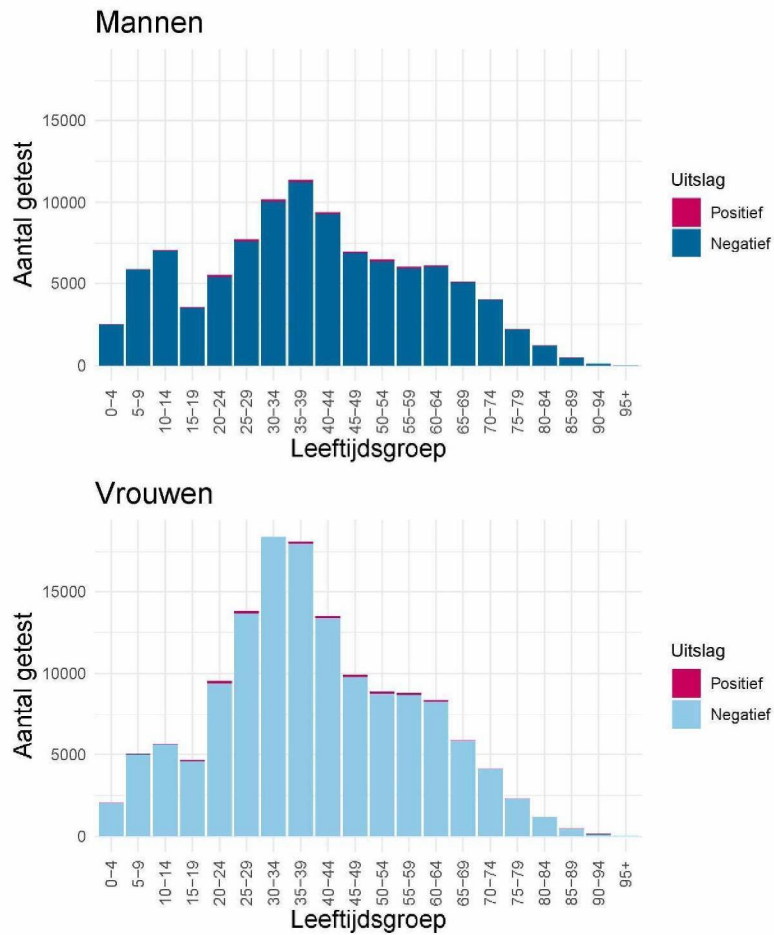 Mannen
Aantal getest
15000
10000
5000
0
0-4 5-9 10-14 15-19 20-24 25-29 30-34 35-39 40-44 45-49 50-54 55-59 60-64 65-69 70-74 75-79 80-84 85-89 90-94 95+
Leeftijdsgroep
Uitslag
Positief
Negatief
Vrouwen
Aantal getest
15000
10000
5000
0
0-4 5-9 10-14 15-19 20-24 25-29 30-34 35-39 40-44 45-49 50-54 55-59 60-64 65-69 70-74 75-79 80-84 85-89 90-94 95+
Leeftijdsgroep
Uitslag
Positief
Negatief